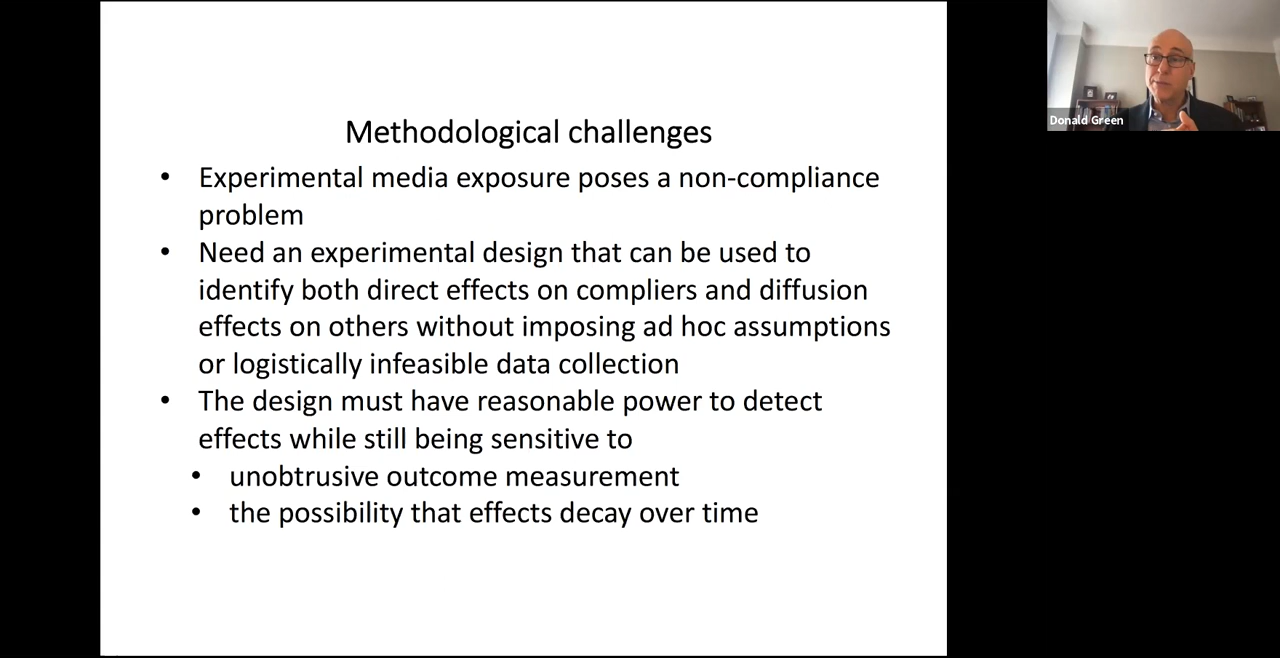 Methodological challenges
• Experimental media exposure poses a non-compliance
problem
• Need an experimental design that can be used to
identify both direct effects on compliers and diffusion
effects on others without imposing ad hoc assumptions
or logistically infeasible data collection
• The design must have reasonable power to detect
effects while still being sensitive to
• unobtrusive outcome measurement
• the possibility that effects decay over time
Donald Green